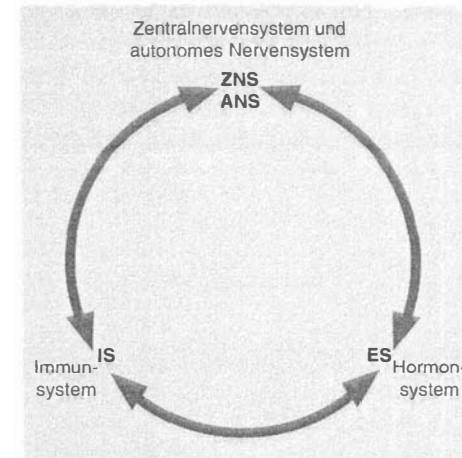 Zentralnervensystem und
autonomes Nervensystem
ZNS
ANS
IS
Immun-
system
ES
Hormon-
system